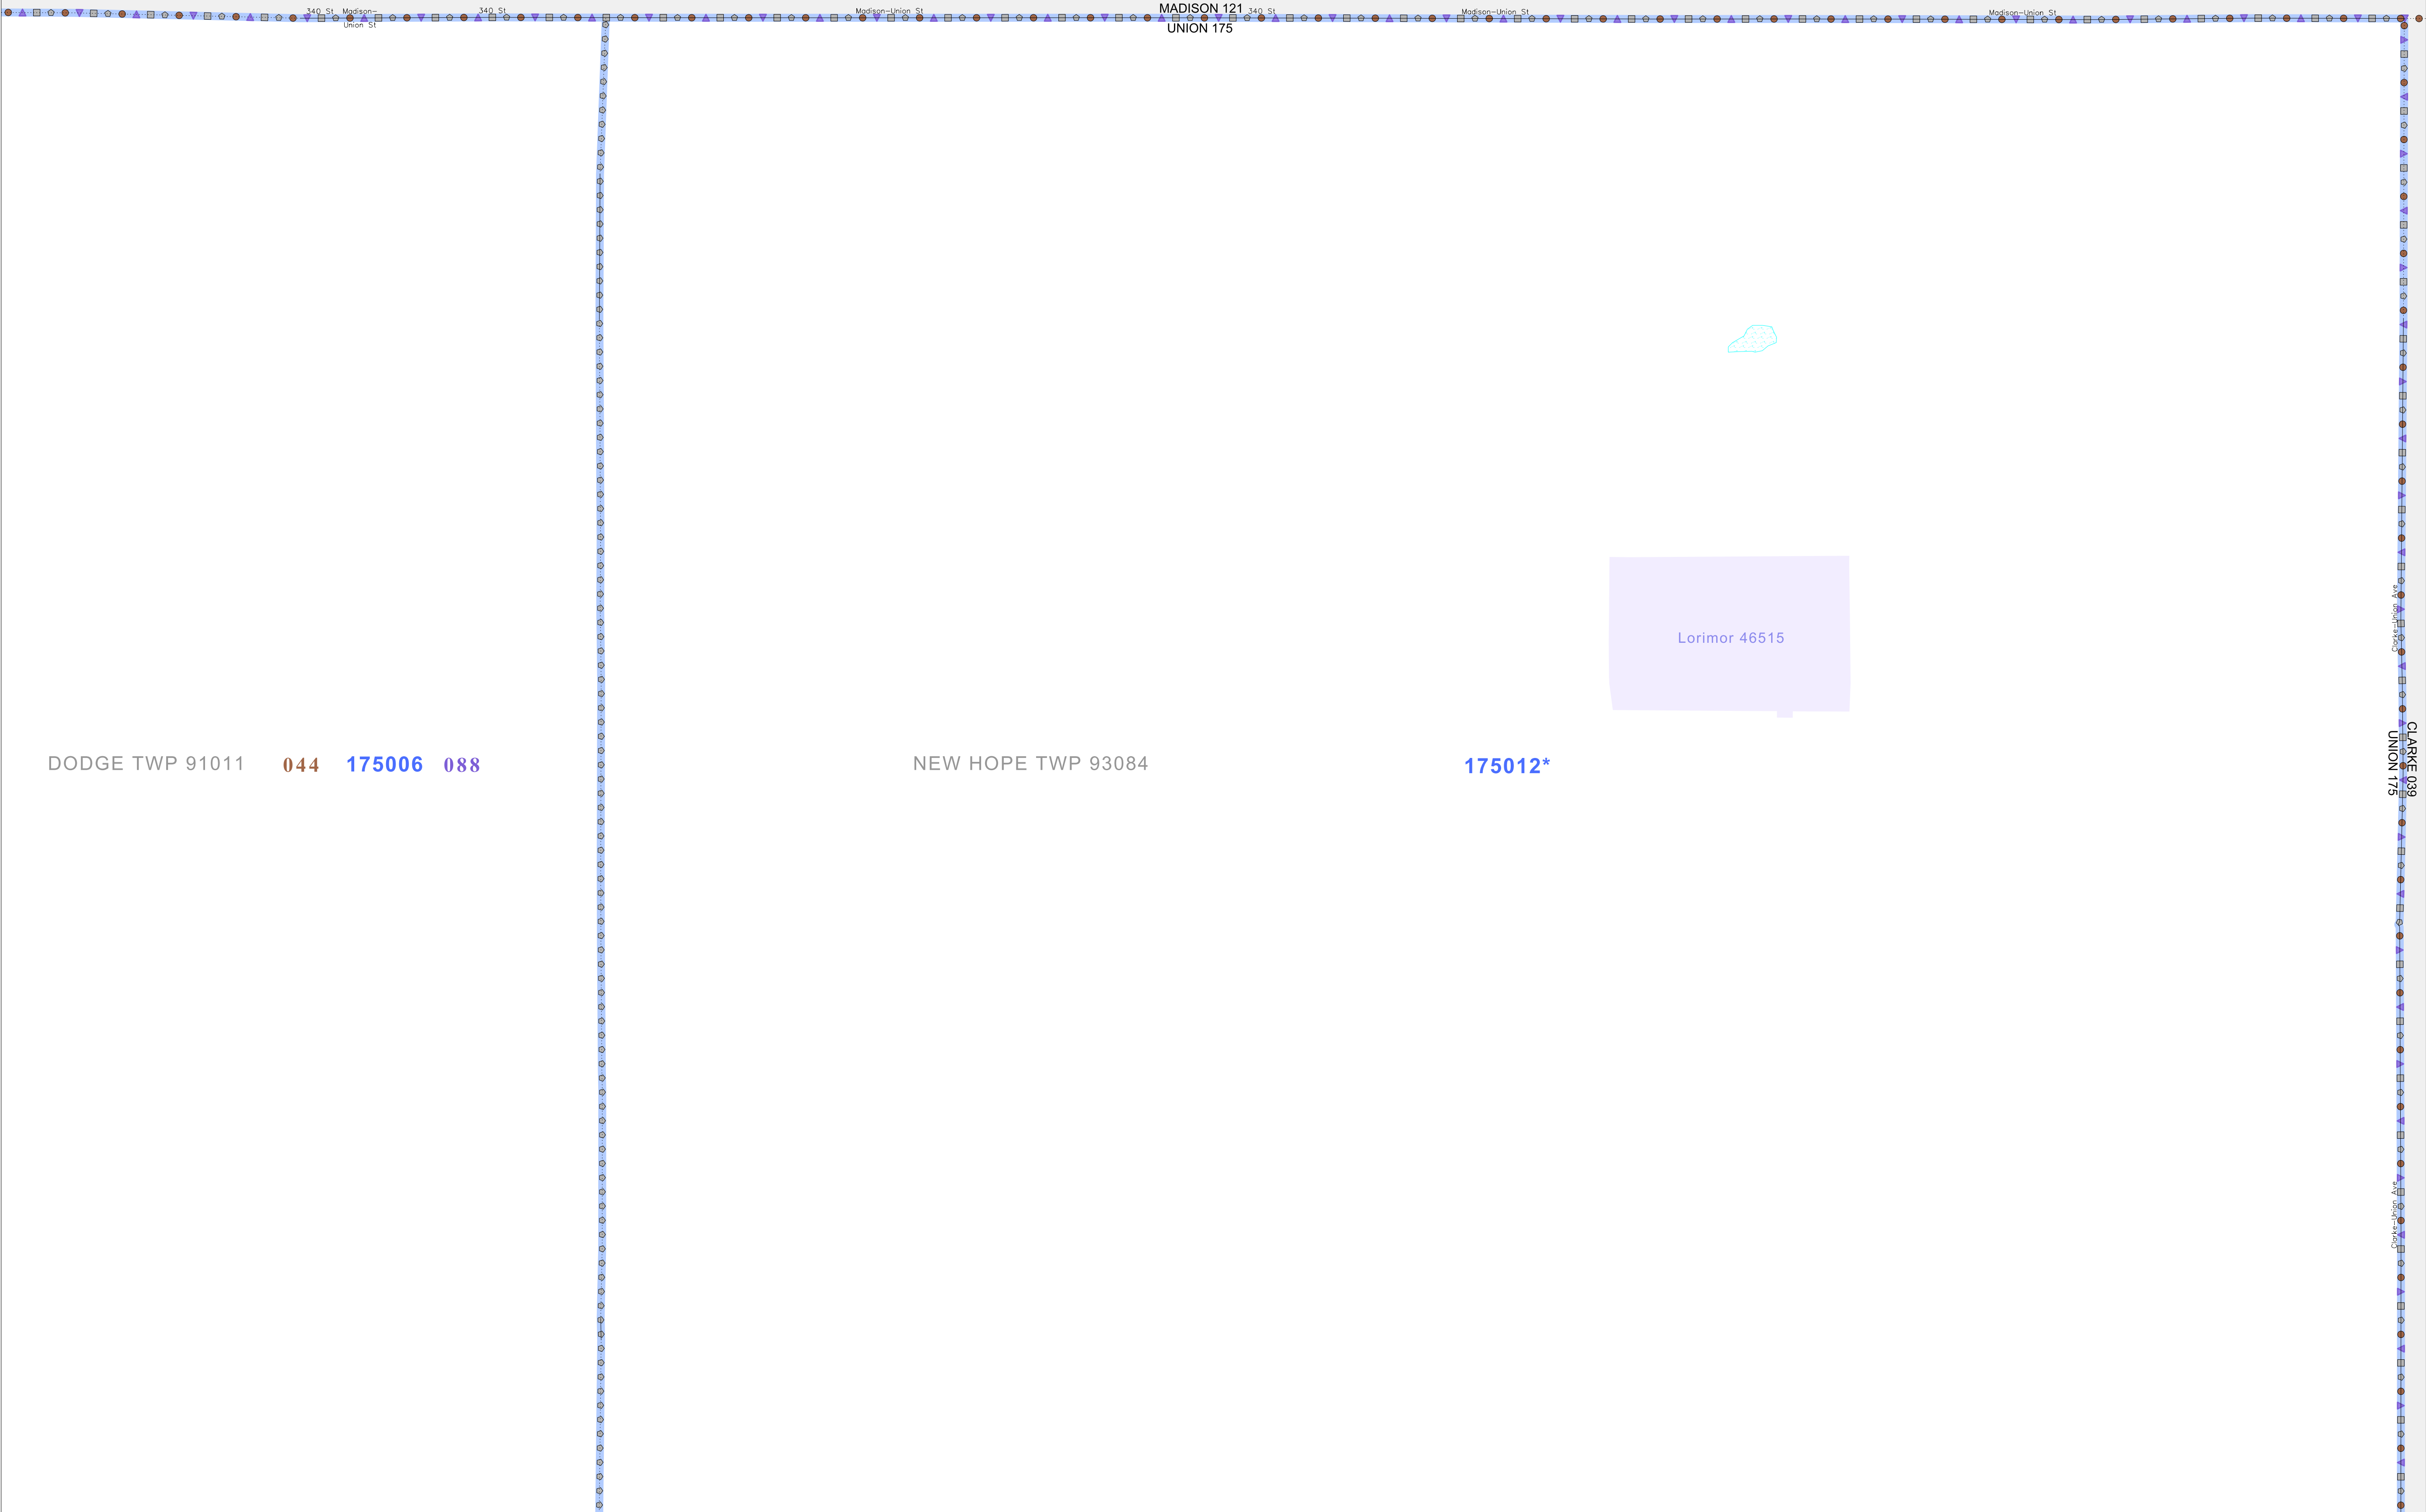 MADISON 121
340 St
Madison-
Union St
340 St
Madison-Union St
340 St
Madison-Union St
Madison-Union St
UNION 175
Lorimor 46515
Clarke-Union Ave
DODGE TWP 91011
044
175006
088
NEW HOPE TWP 93084
175012*
UNION 175
CLARKE 039
Clarke-Union Ave